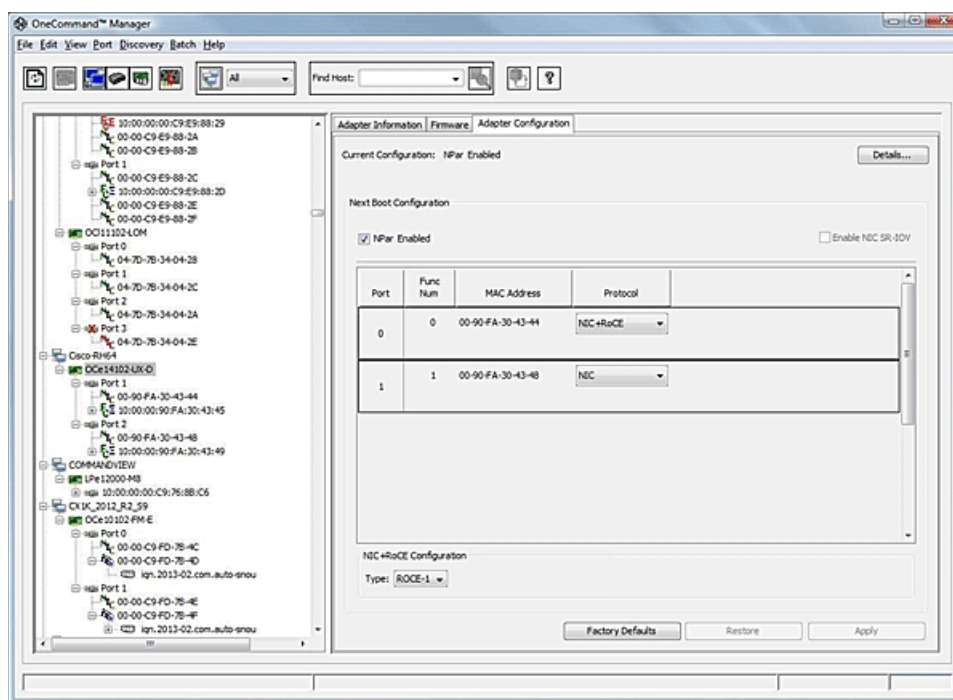 OneCommand™ Manager
File Edit View Port Discovery Batch Help
All
Find Host:
10:00:00:00:C9:E9:88:29
00-00-C9-E9-88-2A
00-00-C9-E9-88-2B
Port 1
00-00-C9-E9-88-2C
10:00:00:00:C9:E9:88:2D
00-00-C9-E9-88-2E
00-00-C9-E9-88-2F
OCl11102-LOM
Port 0
04-7D-7B-34-04-28
Port 1
04-7D-7B-34-04-2C
Port 2
04-7D-7B-34-04-2A
Port 3
04-7D-7B-34-04-2E
Cisco-RH64
OCe14102-UX-D
Port 1
00-90-FA-30-43-44
10:00:00:90:FA:30:43:45
Port 2
00-90-FA-30-43-48
10:00:00:90:FA:30:43:49
COMMANDVIEW
LPe12000-M8
10:00:00:00:C9:76:8B:C6
CX1K_2012_R2_S9
OCe10102-FM-E
Port 0
00-00-C9-FD-7B-4C
00-00-C9-FD-7B-4D
iqn.2013-02.com.auto-snou
Port 1
00-00-C9-FD-7B-4E
00-00-C9-FD-7B-4F
iqn.2013-02.com.auto-snou
Adapter Information Firmware Adapter Configuration
Current Configuration: NPar Enabled
Details...
Next Boot Configuration
NPar Enabled
Enable NIC SR-IOV
Port Func Num MAC Address Protocol
0 0 00-90-FA-30-43-44 NIC+RoCE
1 1 00-90-FA-30-43-48 NIC
NIC+RoCE Configuration
Type: ROCE-1
Factory Defaults Restore Apply